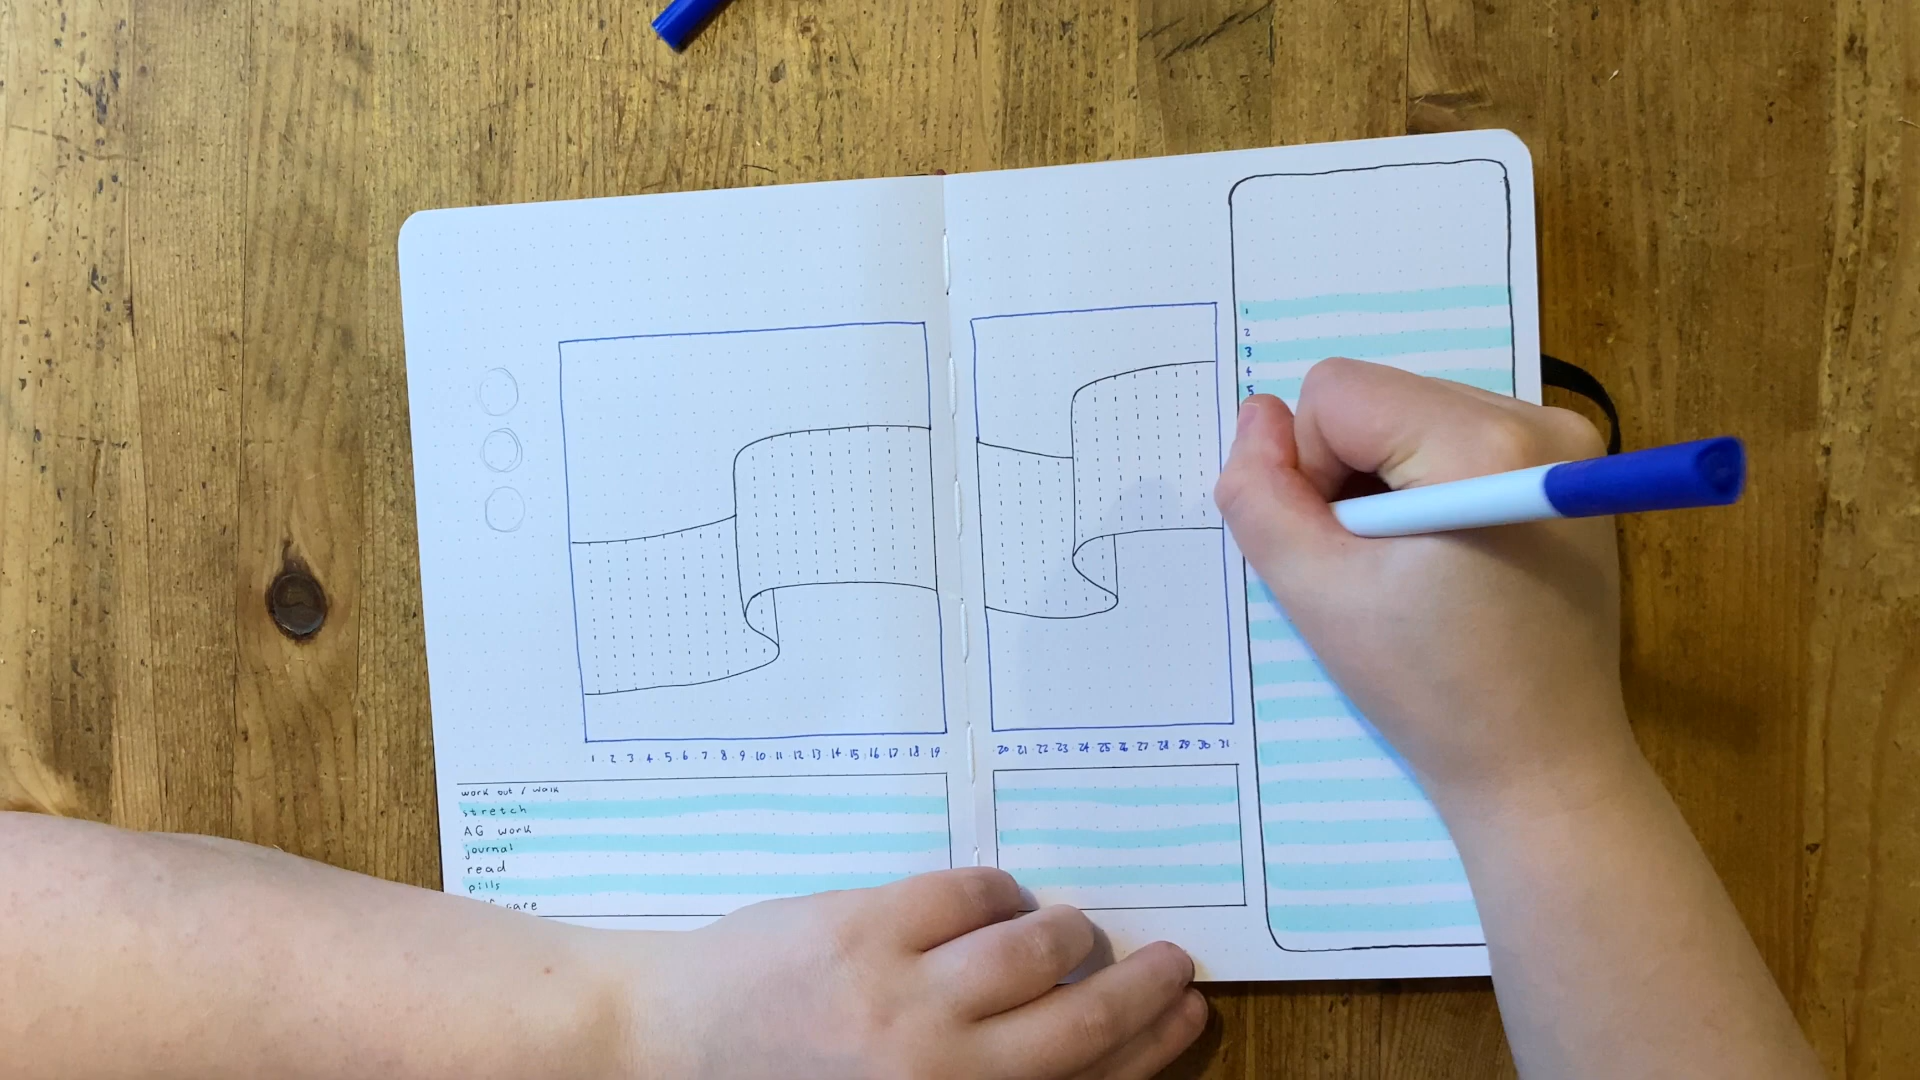 1 2 3 4 5 6 7 8 9 10 11 12 13 14 15 16 17 18 19
work out / walk
stretch
AG work
journal
read
pills
care
20 21 22 23 24 25 26 27 28 29 30 31
1
2
3
4
5